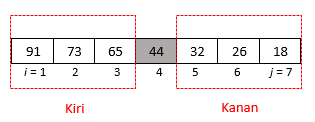 91 73 65 44 32 26 18
i = 1 2 3 4 5 6 j = 7
Kiri Kanan